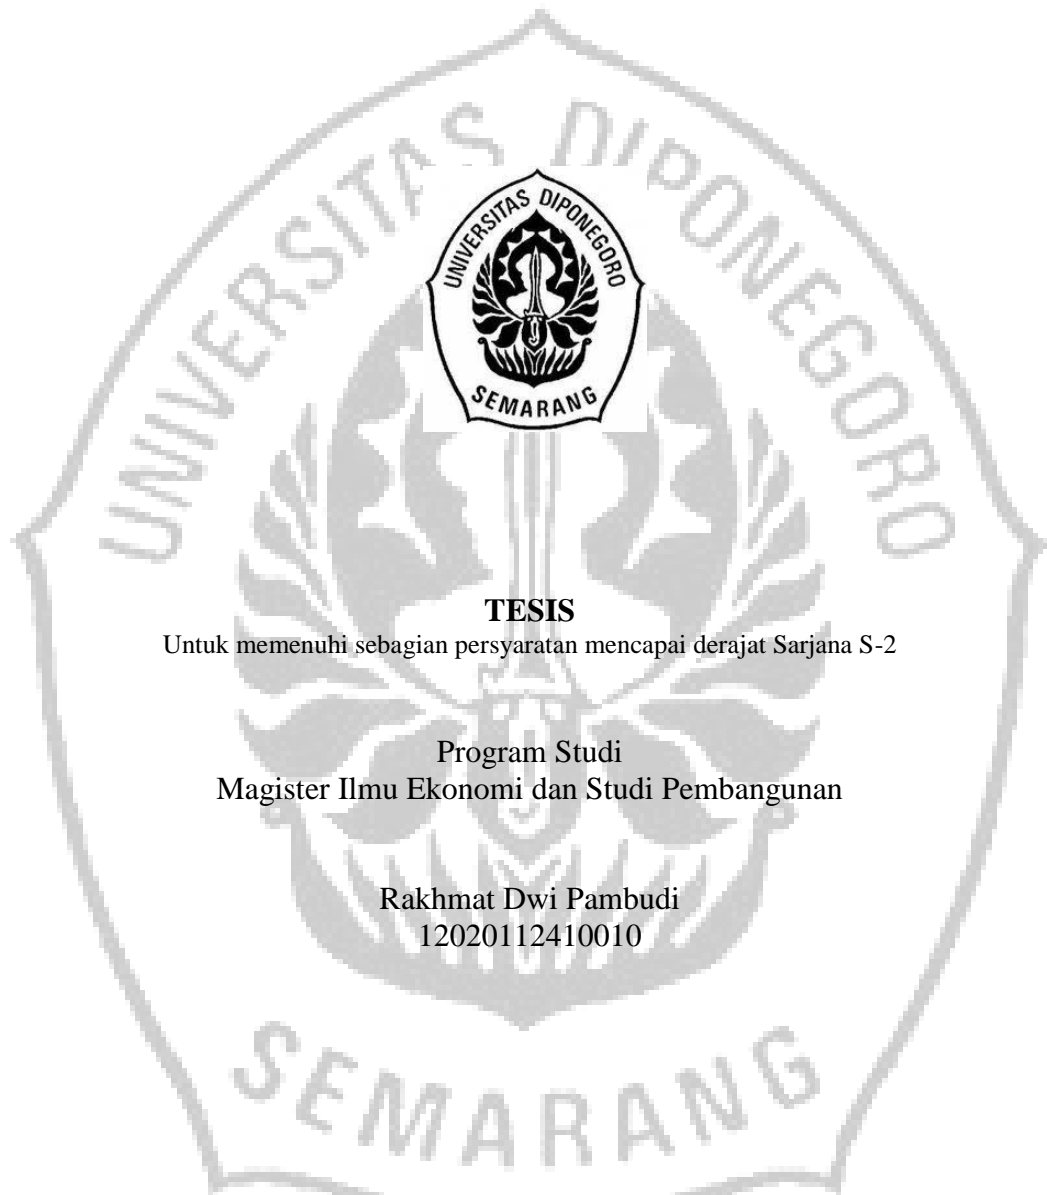 UNIVERSITAS DIPONEGORO
SEMARANG
UNIVERSITAS DIPONEGORO
SEMARANG
TESIS
Untuk memenuhi sebagian persyaratan mencapai derajat Sarjana S-2
Program Studi
Magister Ilmu Ekonomi dan Studi Pembangunan
Rakhmat Dwi Pambudi
12020112410010